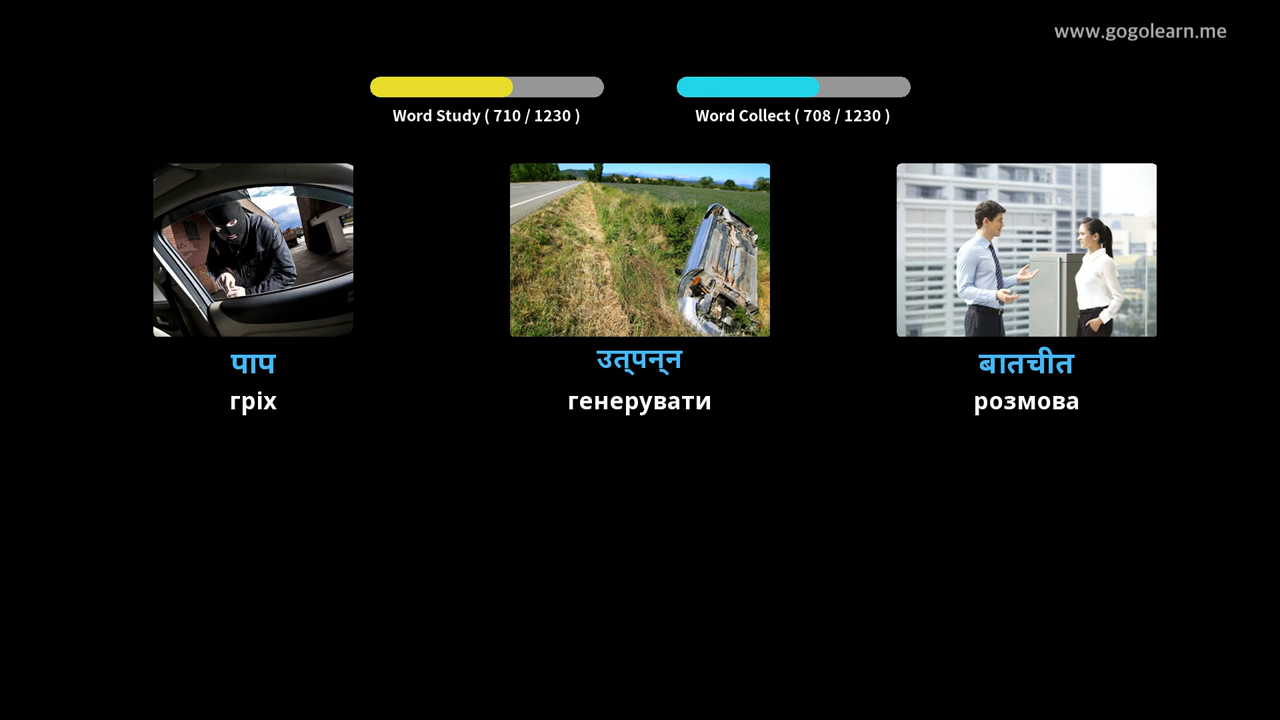 www.gogolearn.me
Word Study ( 710 / 1230 )
Word Collect ( 708 / 1230 )
पाप
उत्पन्न
बातचीत
гріх
генерувати
розмова